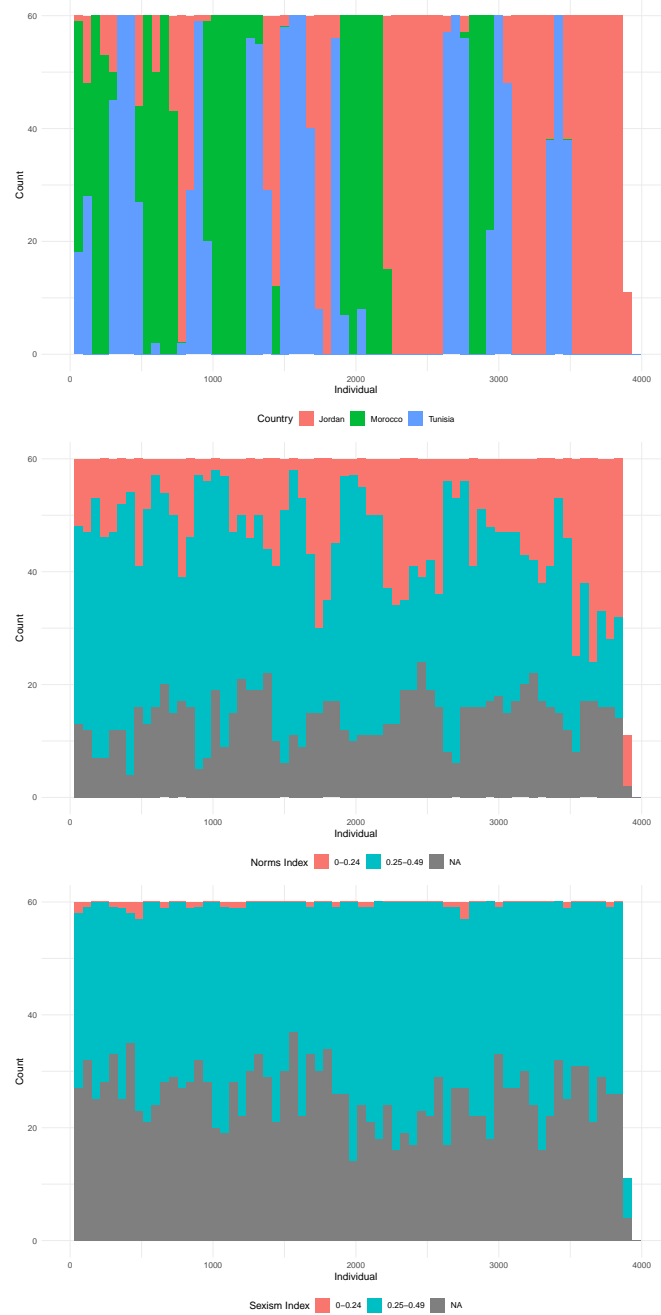 60
40
20
0
Count
0 1000 2000 3000 4000
Individual
Country Jordan Morocco Tunisia
60
40
20
0
Count
0 1000 2000 3000 4000
Individual
Norms Index 0−0.24 0.25−0.49 NA
60
40
20
0
Count
0 1000 2000 3000 4000
Individual
Sexism Index 0−0.24 0.25−0.49 NA